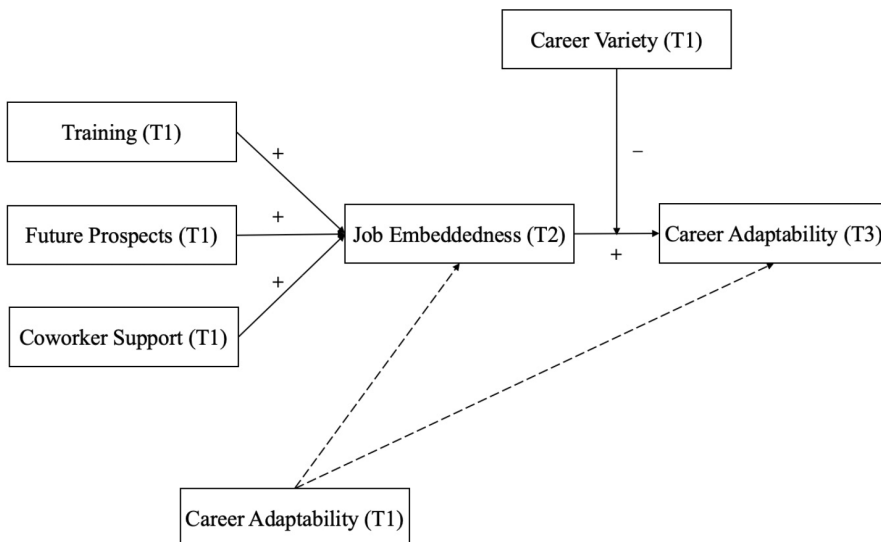 Career Variety (T1)
Training (T1)
+
−
Future Prospects (T1)
+
Job Embeddedness (T2)
+
Career Adaptability (T3)
Coworker Support (T1)
+
Career Adaptability (T1)